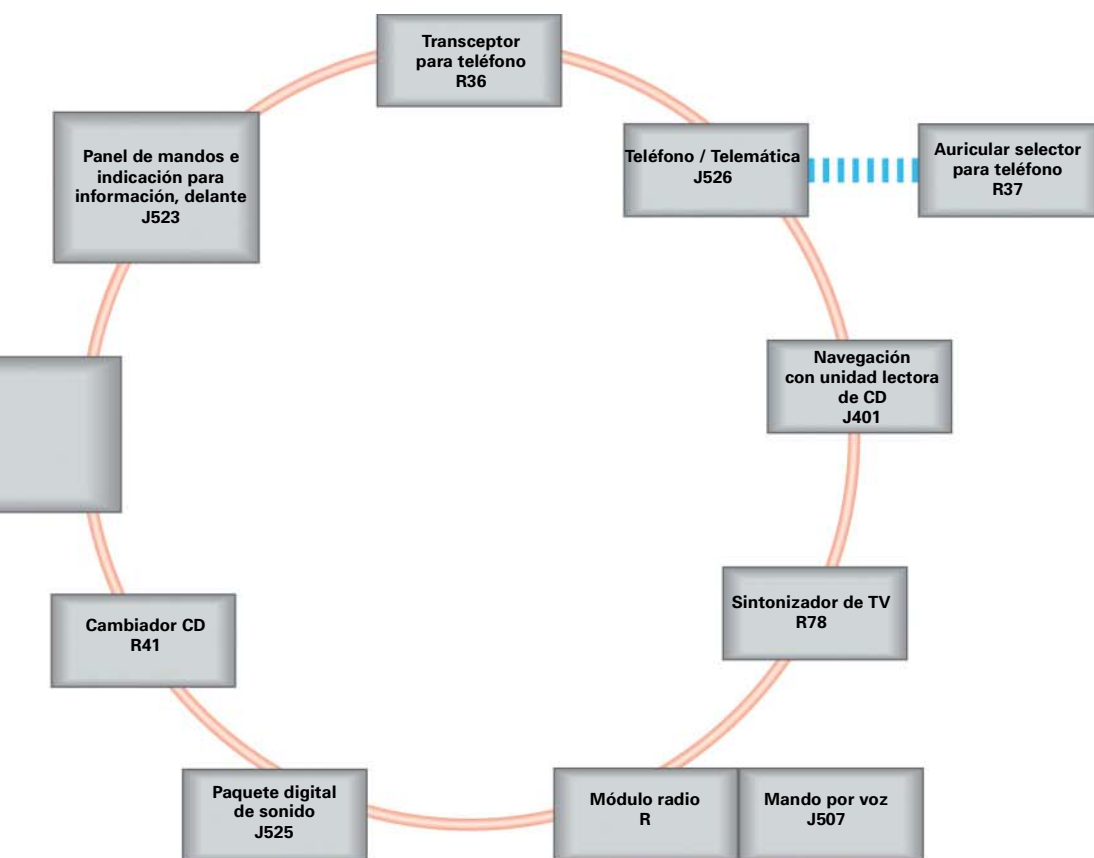 Transceptor
para teléfono
R36
Teléfono / Telemática
J526
Auricular selector
para teléfono
R37
Panel de mandos e
indicación para
información, delante
J523
Navegación
con unidad lectora
de CD
J401
Sintonizador de TV
R78
Cambiador CD
R41
Paquete digital
de sonido
J525
Módulo radio
R
Mando por voz
J507